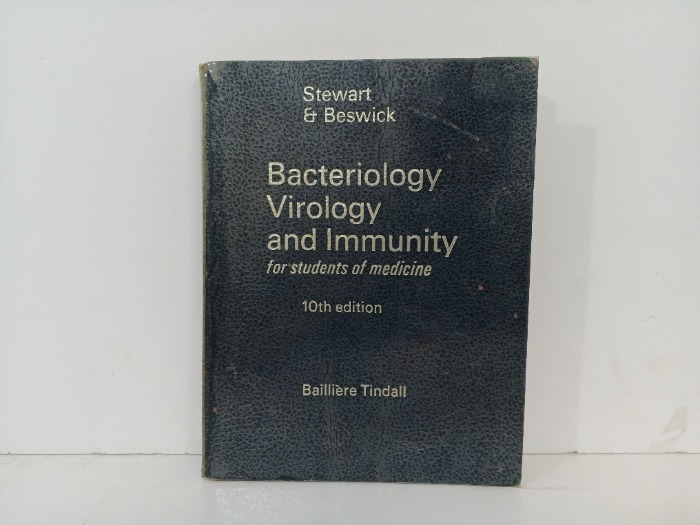 Stewart
& Beswick
Bacteriology
Virology
and Immunity
for students of medicine
10th edition
Baillière Tindall